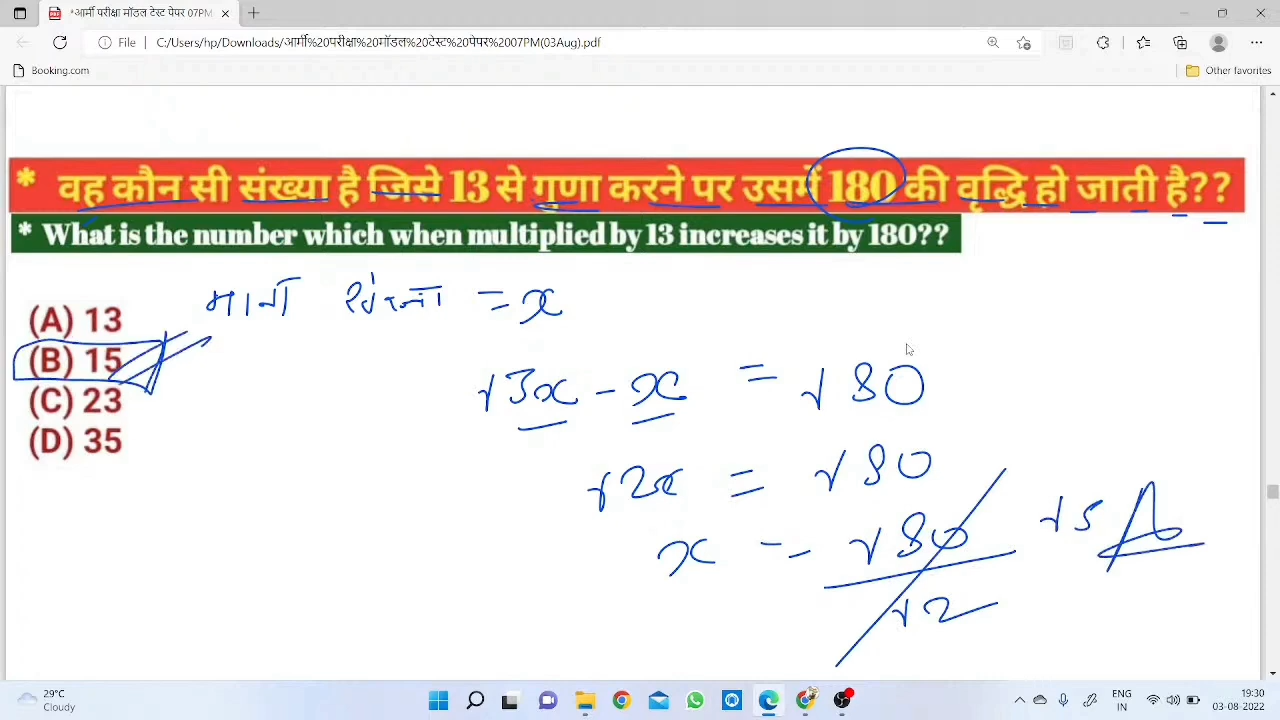 *आर्मी परीक्षा मॉडल टेस्ट पेपर 07PM
File C:/Users/hp/Downloads/आर्मी%20परीक्षा%20मॉडल%20टेस्ट%20पेपर%2007PM(03Aug).pdf
Booking.com
Other favorites
* वह कौन सी संख्या है जिसे 13 से गुणा करने पर उसमें 180 की वृद्धि हो जाती है??
* What is the number which when multiplied by 13 increases it by 180??
माना संख्या = x
(A) 13
(B) 15
(C) 23
(D) 35
13x - x = 180
12x = 180
x = 180/12 15 A
29°C
ENG
IN
19:30
03-08-2022